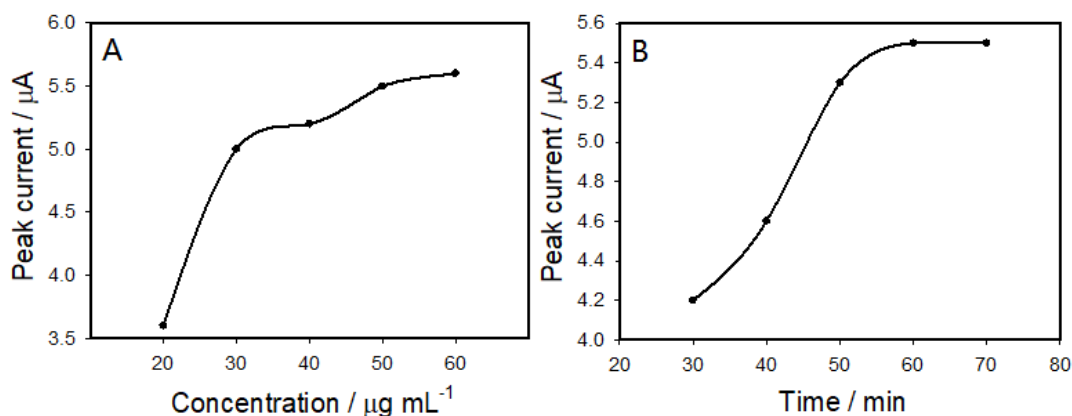 A
Peak current / μA
6.0
5.5
5.0
4.5
4.0
3.5
20 30 40 50 60
Concentration / μg mL⁻¹
B
Peak current / μA
5.6
5.4
5.2
5.0
4.8
4.6
4.4
4.2
4.0
20 30 40 50 60 70 80
Time / min